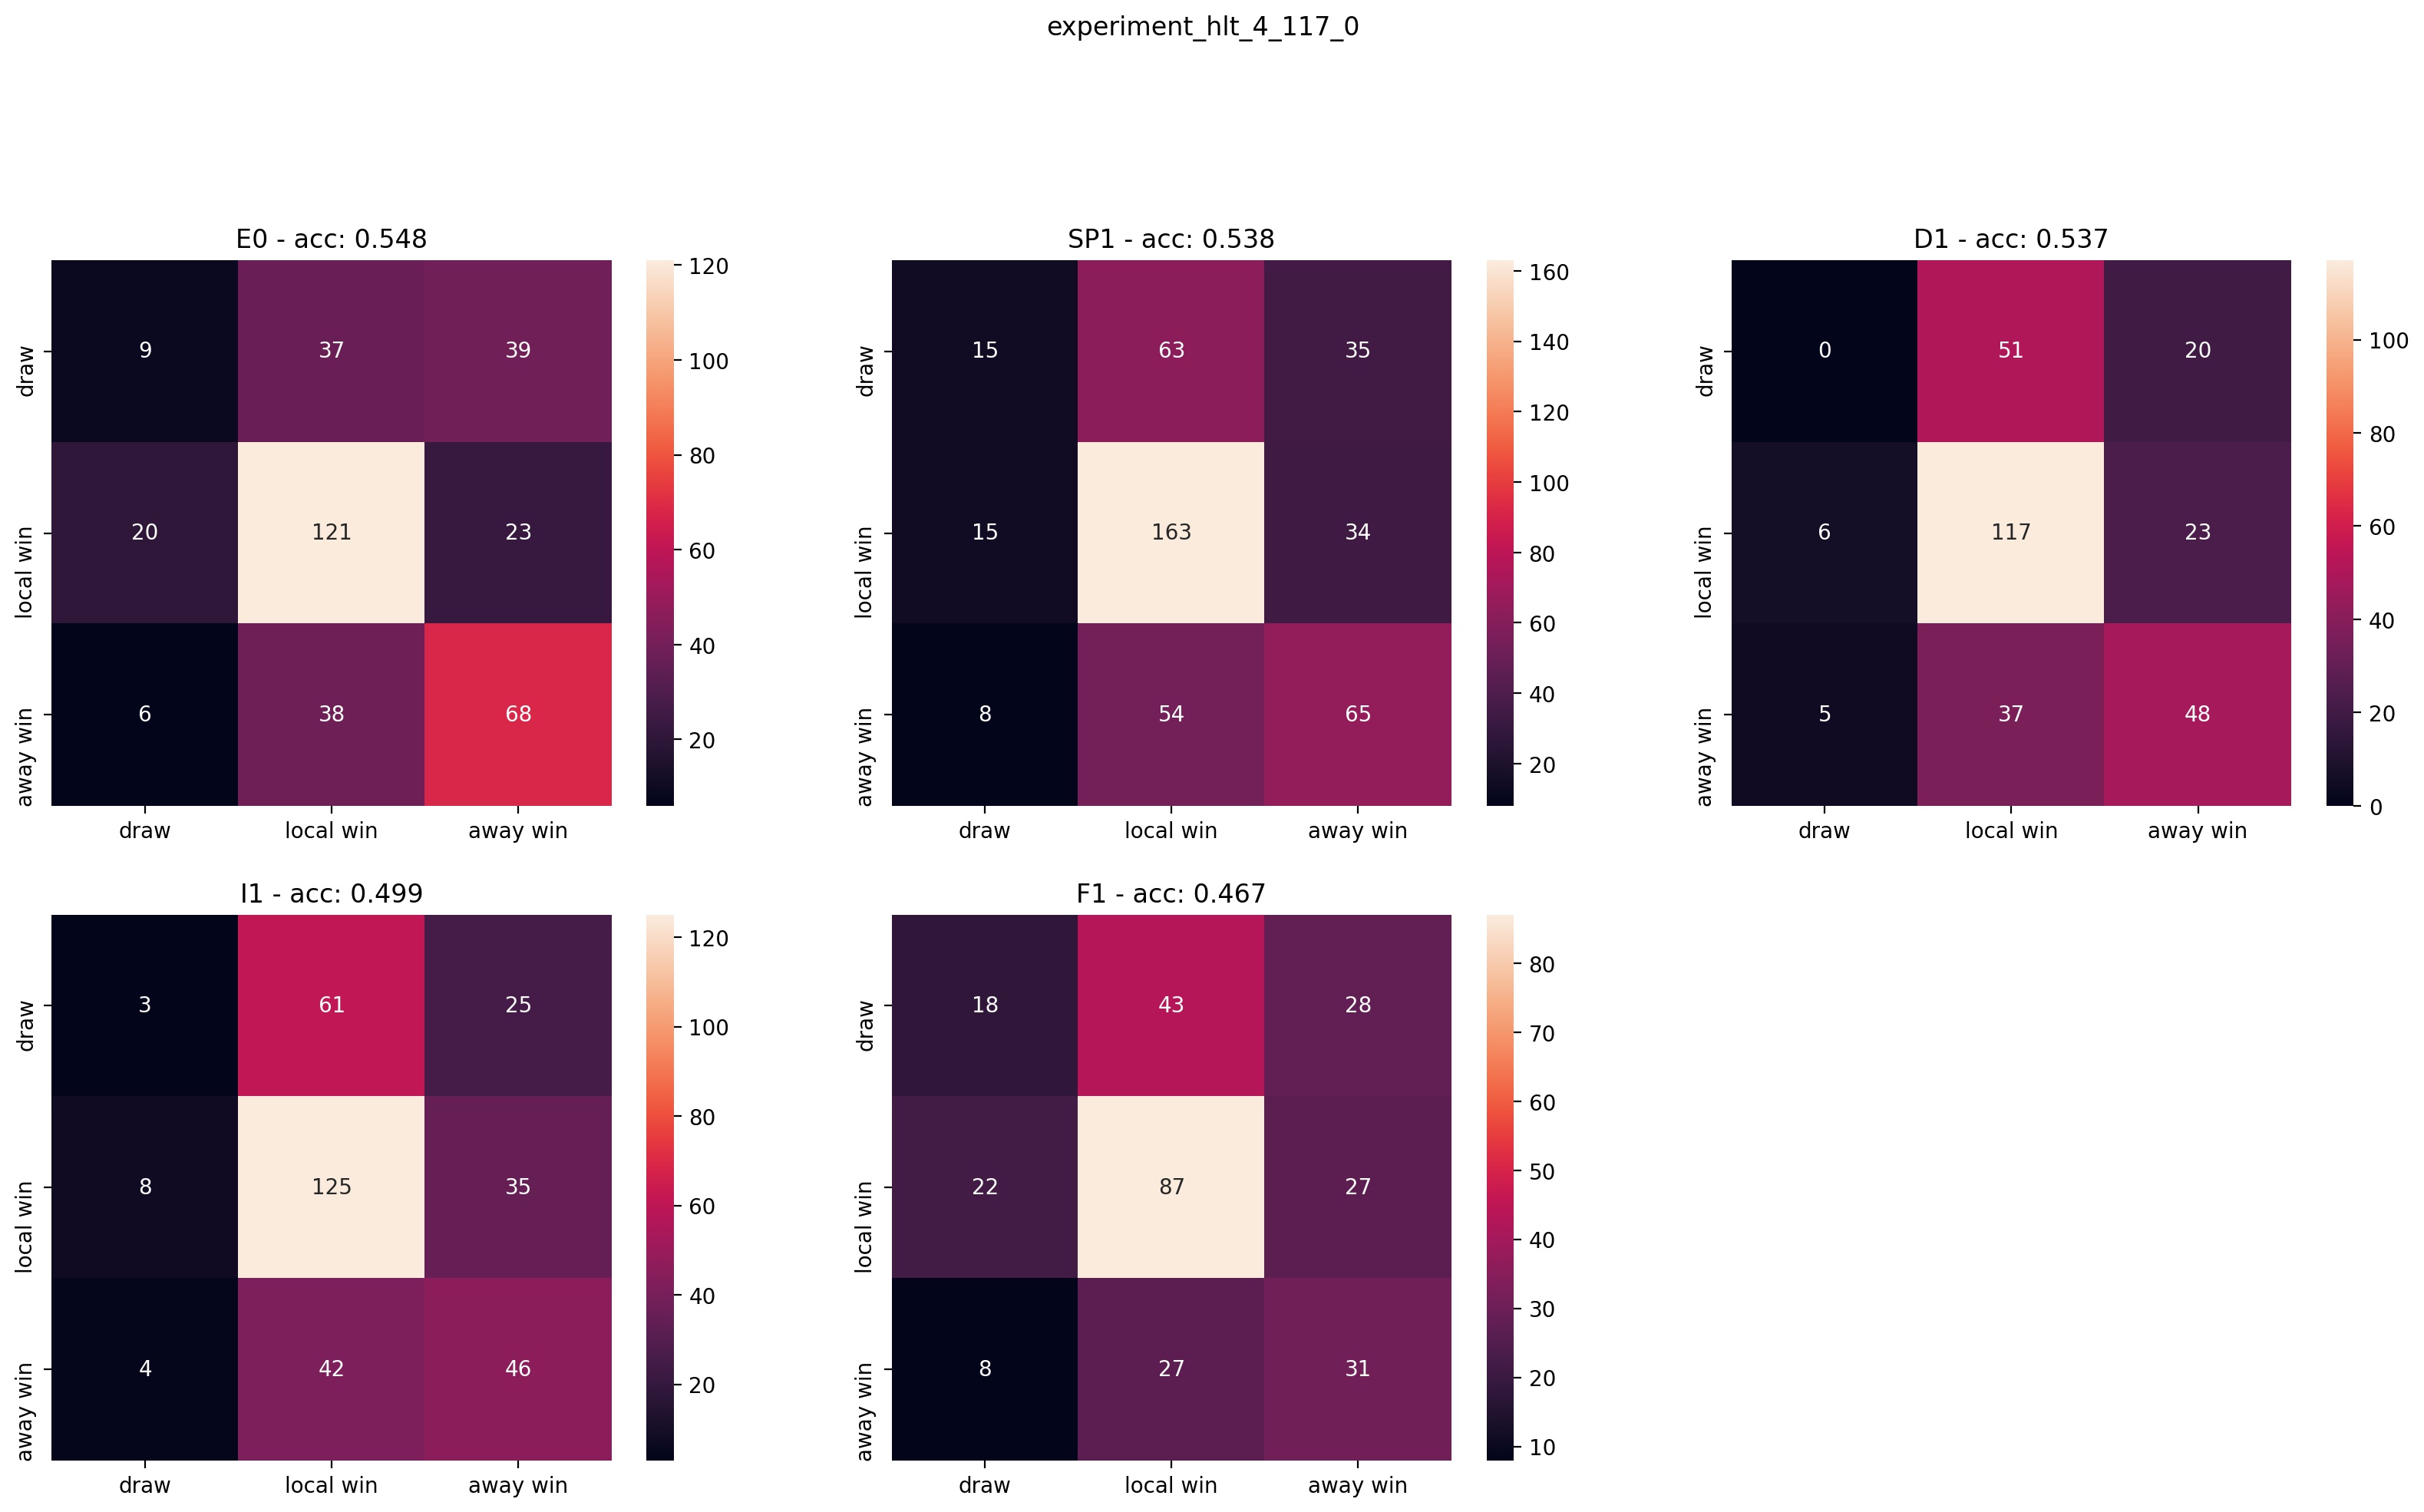 experiment_hlt_4_117_0
E0 - acc: 0.548
draw
local win
away win
9 37 39
20 121 23
6 38 68
draw local win away win
120
100
80
60
40
20
SP1 - acc: 0.538
draw
local win
away win
15 63 35
15 163 34
8 54 65
draw local win away win
160
140
120
100
80
60
40
20
D1 - acc: 0.537
draw
local win
away win
0 51 20
6 117 23
5 37 48
draw local win away win
100
80
60
40
20
0
I1 - acc: 0.499
draw
local win
away win
3 61 25
8 125 35
4 42 46
draw local win away win
120
100
80
60
40
20
F1 - acc: 0.467
draw
local win
away win
18 43 28
22 87 27
8 27 31
draw local win away win
80
70
60
50
40
30
20
10